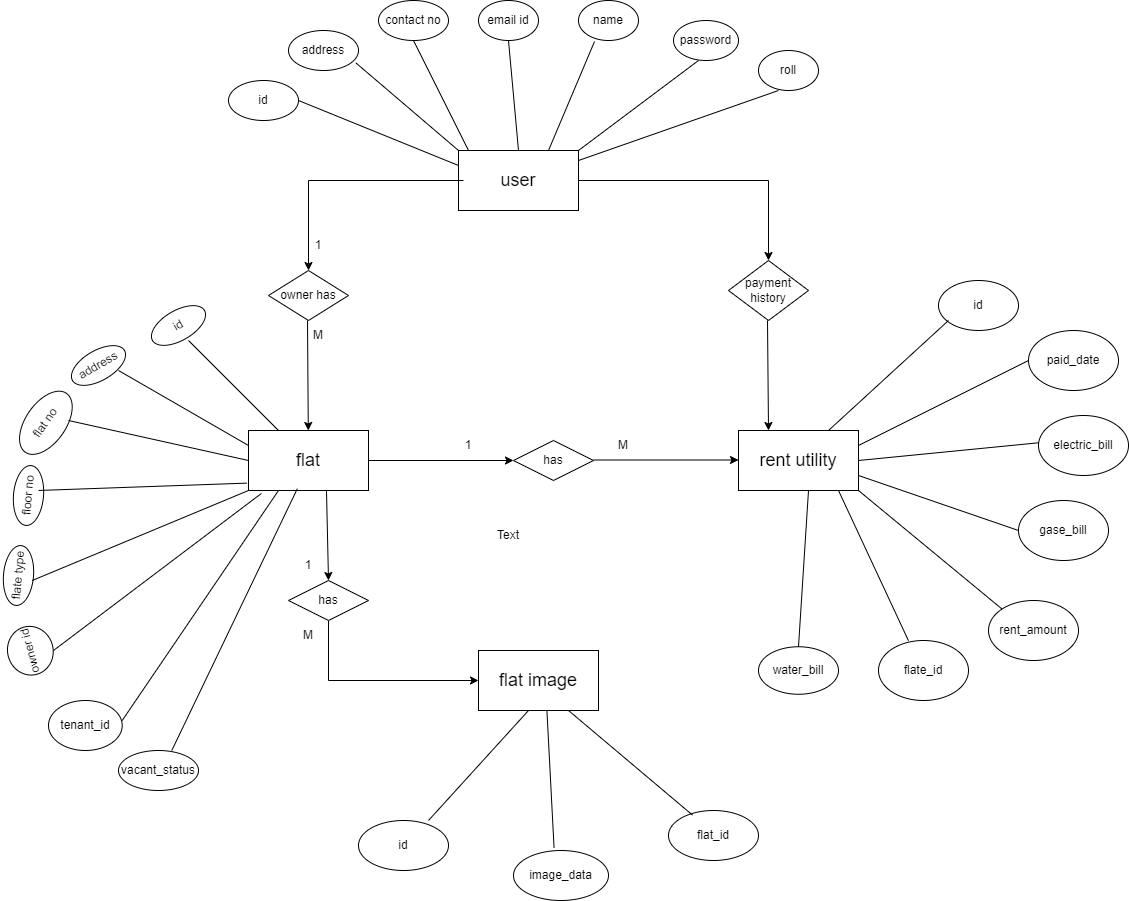 contact no
email id
name
password
address
roll
id
user
1
owner has
M
payment
history
id
id
address
flat no
floor no
flate type
owner id
tenant_id
vacant_status
flat
1
has
M
rent utility
paid_date
electric_bill
gase_bill
rent_amount
flate_id
water_bill
Text
1
has
M
flat image
id
image_data
flat_id